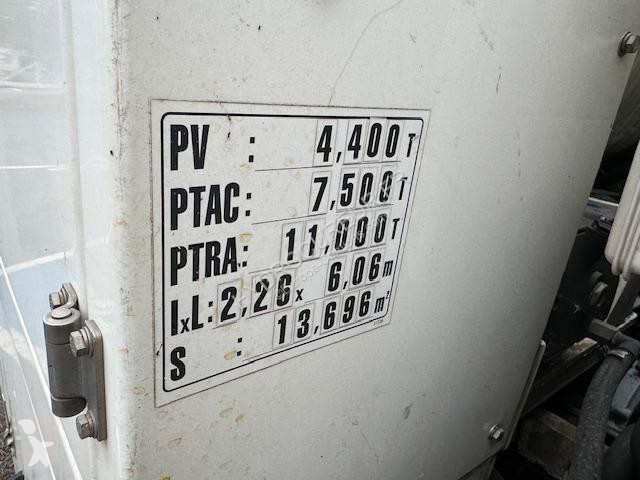 PV : 4,400 T
PTAC: 7,500 T
PTRA: 11,000 T
IxL: 2,26 x 6,06 m
S : 13,696 m²